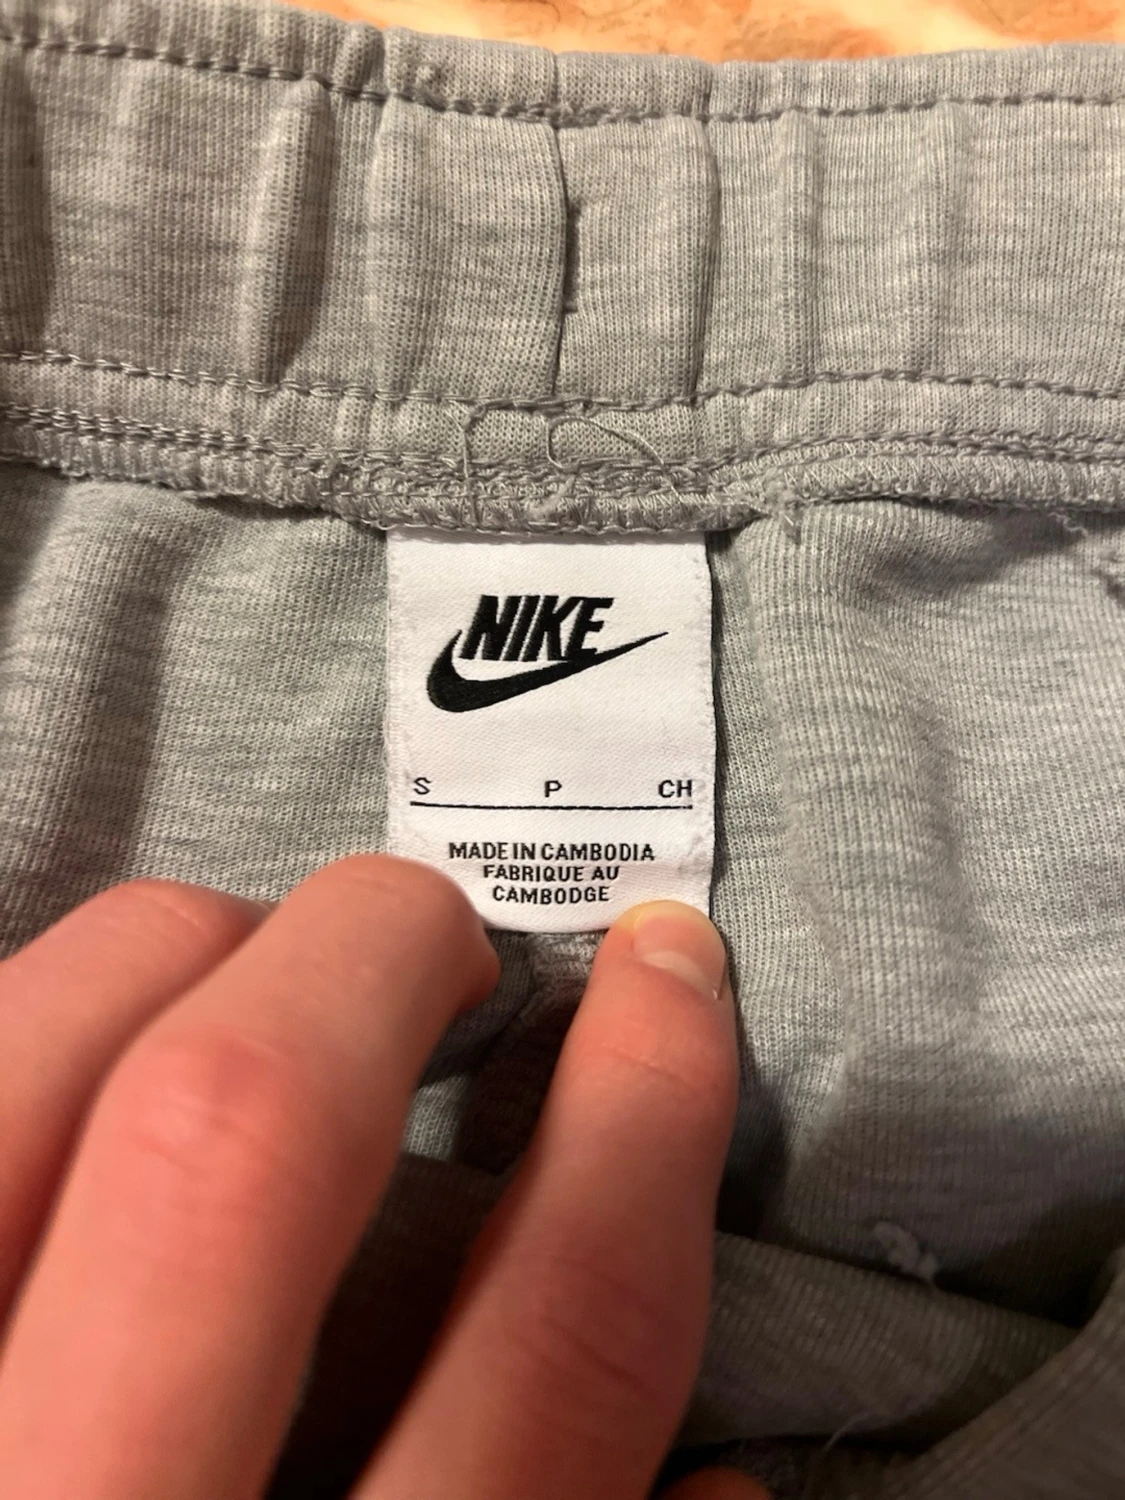 NIKE
S P CH
MADE IN CAMBODIA
FABRIQUE AU
CAMBODGE